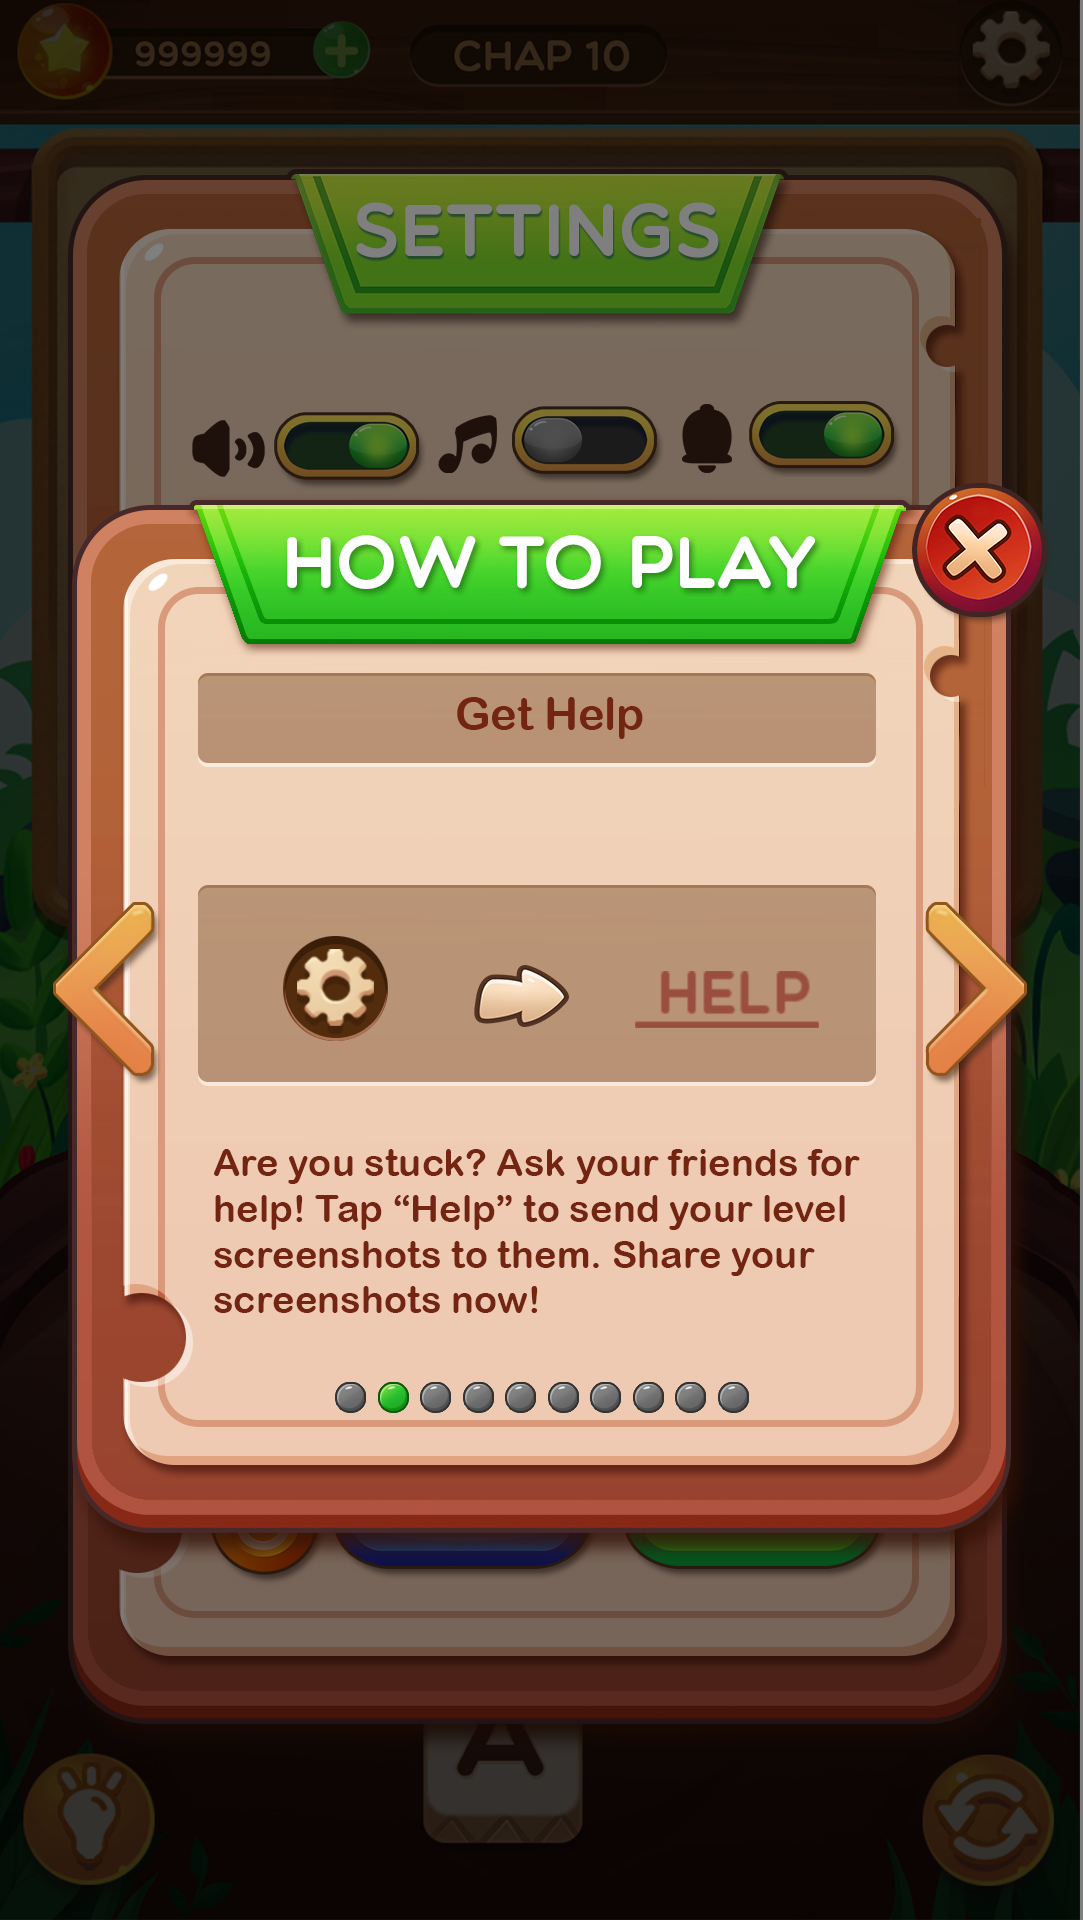 999999
CHAP 10
SETTINGS
HOW TO PLAY
Get Help
HELP
Are you stuck? Ask your friends for
help! Tap “Help” to send your level
screenshots to them. Share your
screenshots now!
A